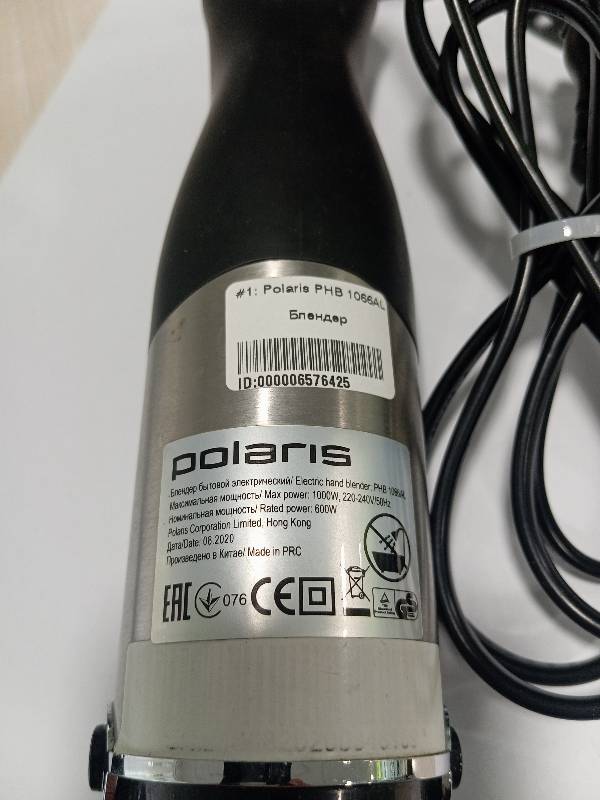 #1: Polaris PHB 1066AL
Блендер
ID:000006576425
polaris
Блендер бытовой электрический/ Electric hand blender: PHB 1066AL
Максимальная мощность/ Max power: 1000W, 220-240V/50Hz
Номинальная мощность/ Rated power: 600W
Polaris Corporation Limited, Hong Kong
Дата/Date: 06.2020
Произведено в Китае/ Made in PRC
EAC 076 CE